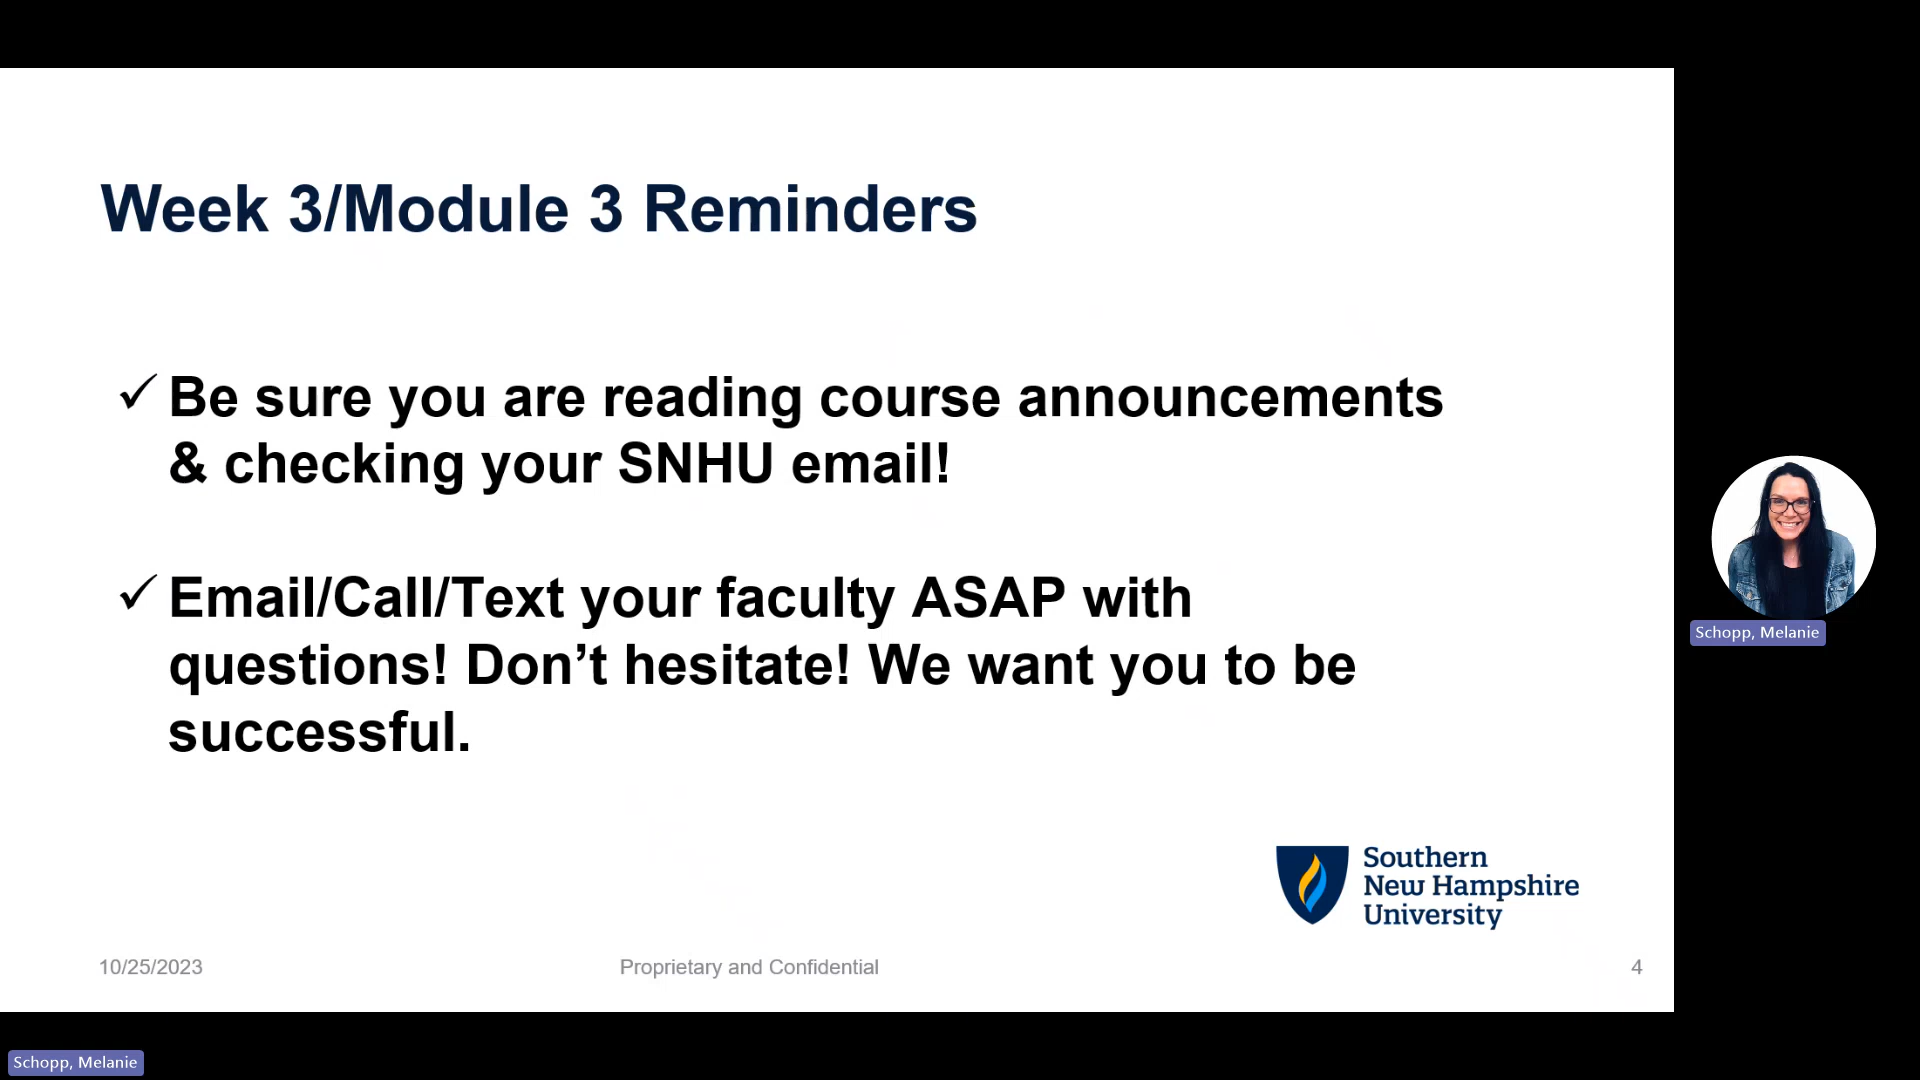 Week 3/Module 3 Reminders
✓ Be sure you are reading course announcements
& checking your SNHU email!
✓ Email/Call/Text your faculty ASAP with
questions! Don’t hesitate! We want you to be
successful.
Southern
New Hampshire
University
10/25/2023
Proprietary and Confidential
4
Schopp, Melanie
Schopp, Melanie